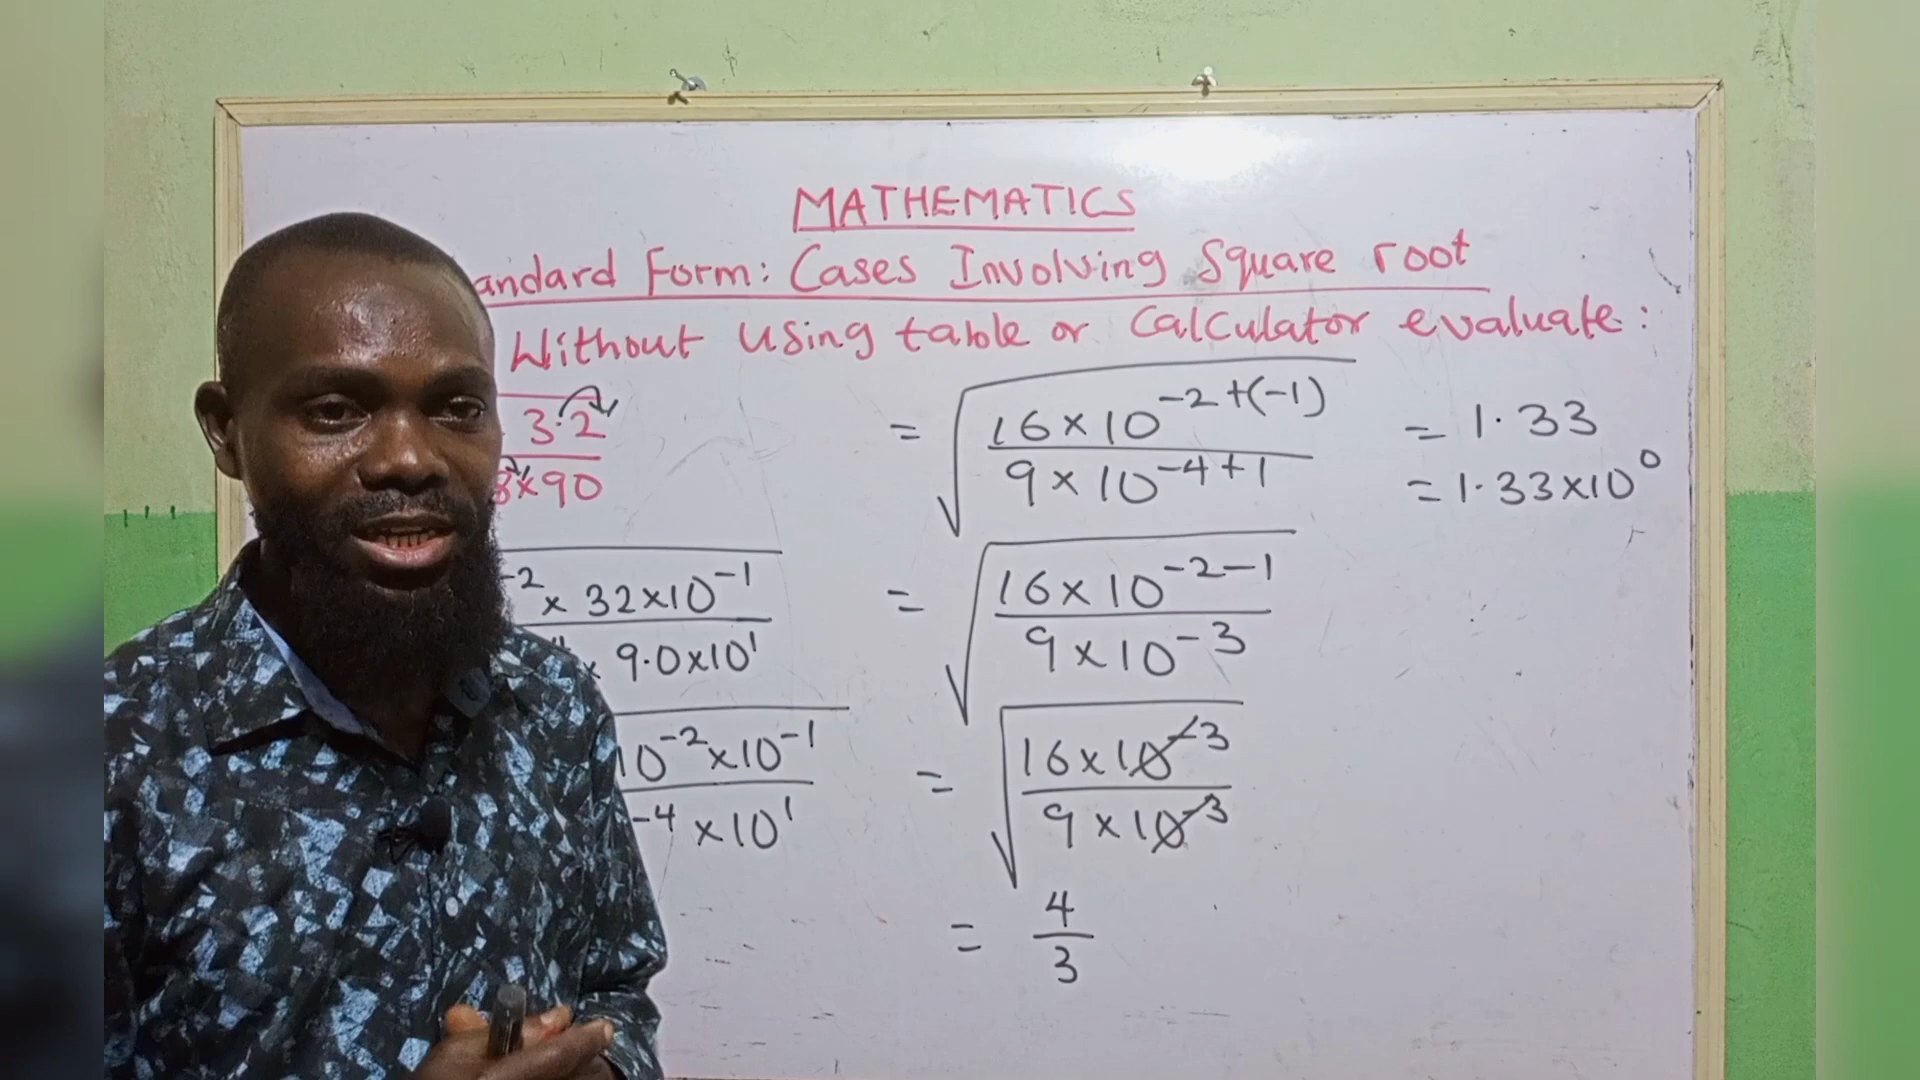 MATHEMATICS
andard Form: Cases Involving Square root
Without using table or Calculator evaluate:
3.2
8x90
-2 x 32x10^-1
x 9.0x10^1
10^-2 x10^-1
-4 x10^1
= √16x10^-2+(-1)
9x10^-4+1
= √16x10^-2-1
9x10^-3
= √16x10^-3
9x10^-3
= 4
3
= 1.33
= 1.33x10^0